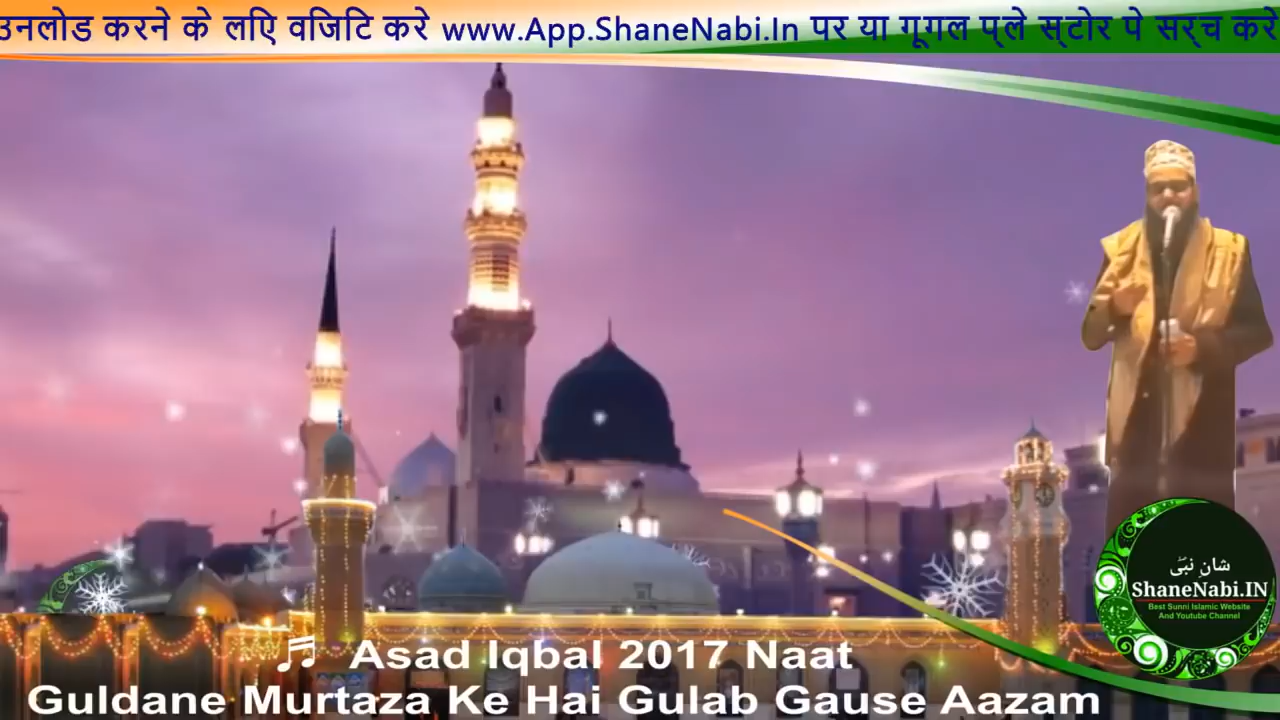 उनलोड करने के लिए विजिटि करे www.App.ShaneNabi.In पर या गूगल प्ले स्टोर पे सर्च करे
شان نبی
ShaneNabi.IN
Best Sunni Islamic Website
And Youtube Channel
Asad Iqbal 2017 Naat
Guldane Murtaza Ke Hai Gulab Gause Aazam